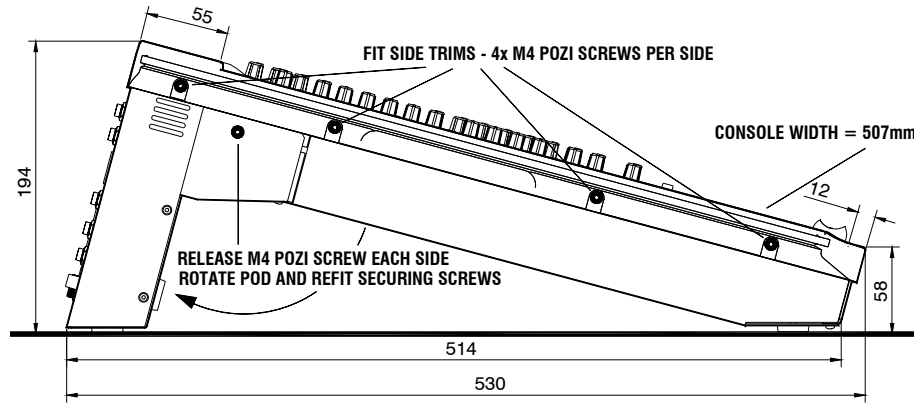 55
FIT SIDE TRIMS - 4x M4 POZI SCREWS PER SIDE
CONSOLE WIDTH = 507mm
194
12
RELEASE M4 POZI SCREW EACH SIDE
ROTATE POD AND REFIT SECURING SCREWS
58
514
530